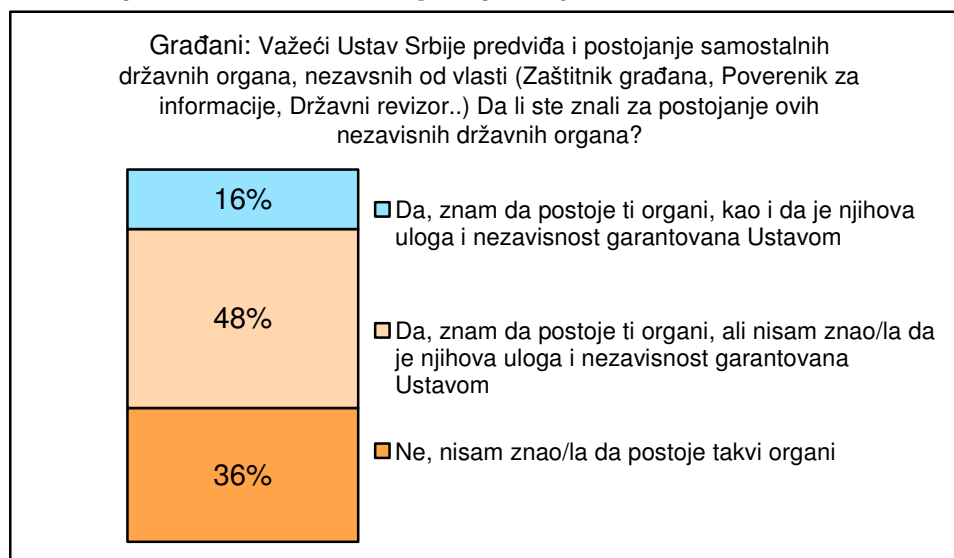 Građani: Važeći Ustav Srbije predviđa i postojanje samostalnih
državnih organa, nezavsnih od vlasti (Zaštitnik građana, Poverenik za
informacije, Državni revizor..) Da li ste znali za postojanje ovih
nezavisnih državnih organa?
16%
Da, znam da postoje ti organi, kao i da je njihova
uloga i nezavisnost garantovana Ustavom
48%
Da, znam da postoje ti organi, ali nisam znao/la da
je njihova uloga i nezavisnost garantovana
Ustavom
36%
Ne, nisam znao/la da postoje takvi organi